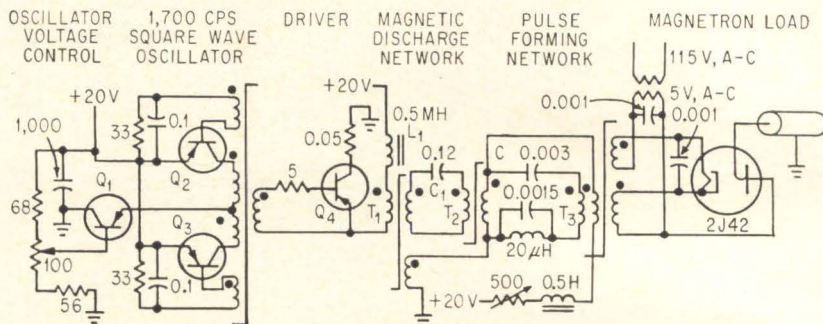 OSCILLATOR
VOLTAGE
CONTROL
1,700 CPS
SQUARE WAVE
OSCILLATOR
DRIVER
MAGNETIC
DISCHARGE
NETWORK
PULSE
FORMING
NETWORK
MAGNETRON LOAD
+20V
1,000
68
100
56
Q1
33
0.1
Q2
Q3
33
0.1
5
Q4
0.05
+20V
0.5MH
L1
T1
0.12
C1
T2
C
0.003
0.0015
20μH
T3
+20V
500
0.5H
115V, A-C
5V, A-C
0.001
0.001
2J42